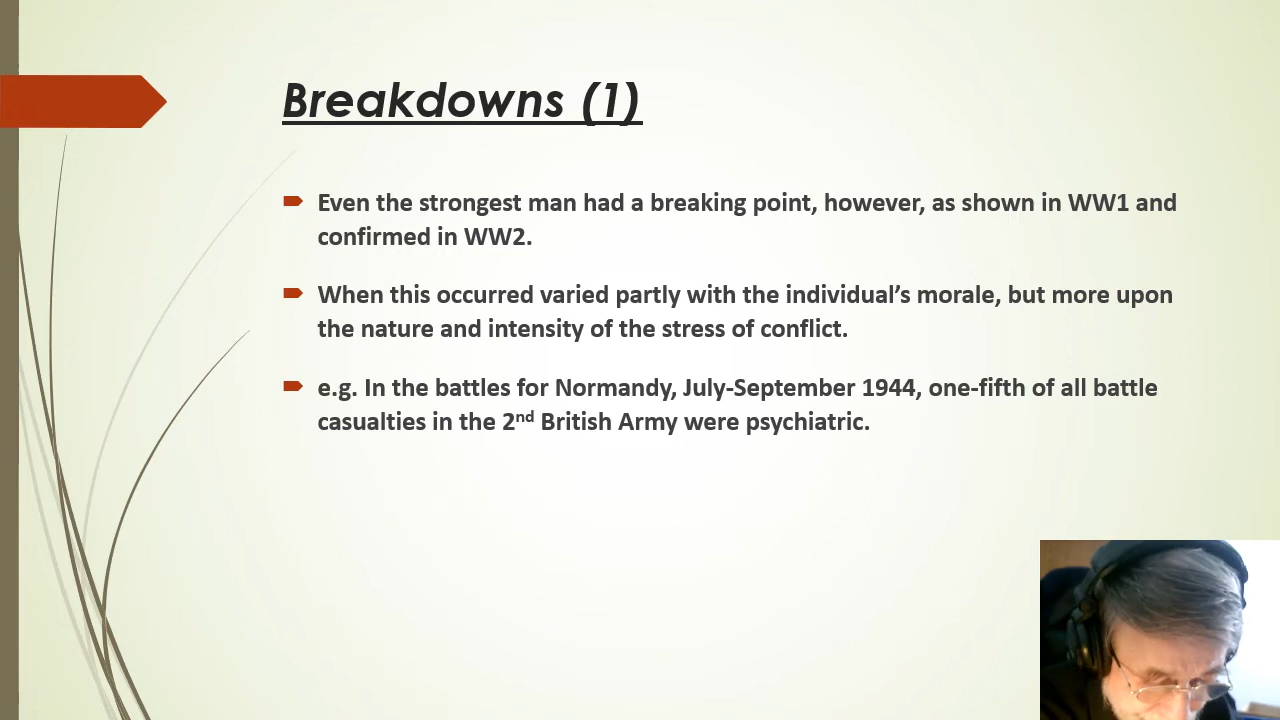 Breakdowns (1)
Even the strongest man had a breaking point, however, as shown in WW1 and
confirmed in WW2.
When this occurred varied partly with the individual’s morale, but more upon
the nature and intensity of the stress of conflict.
e.g. In the battles for Normandy, July-September 1944, one-fifth of all battle
casualties in the 2nd British Army were psychiatric.